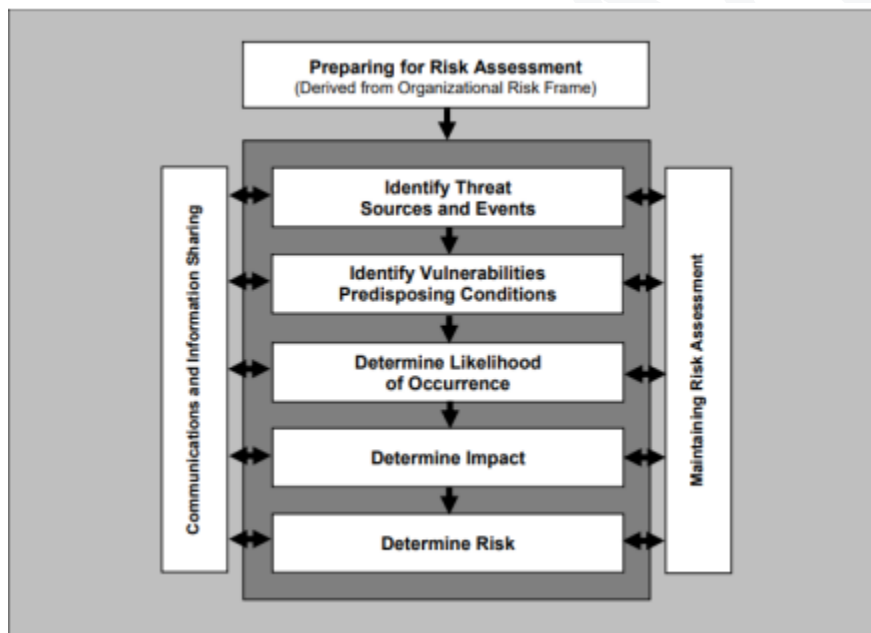 Preparing for Risk Assessment
(Derived from Organizational Risk Frame)
Communications and Information Sharing
Identify Threat
Sources and Events
Identify Vulnerabilities
Predisposing Conditions
Determine Likelihood
of Occurrence
Determine Impact
Determine Risk
Maintaining Risk Assessment